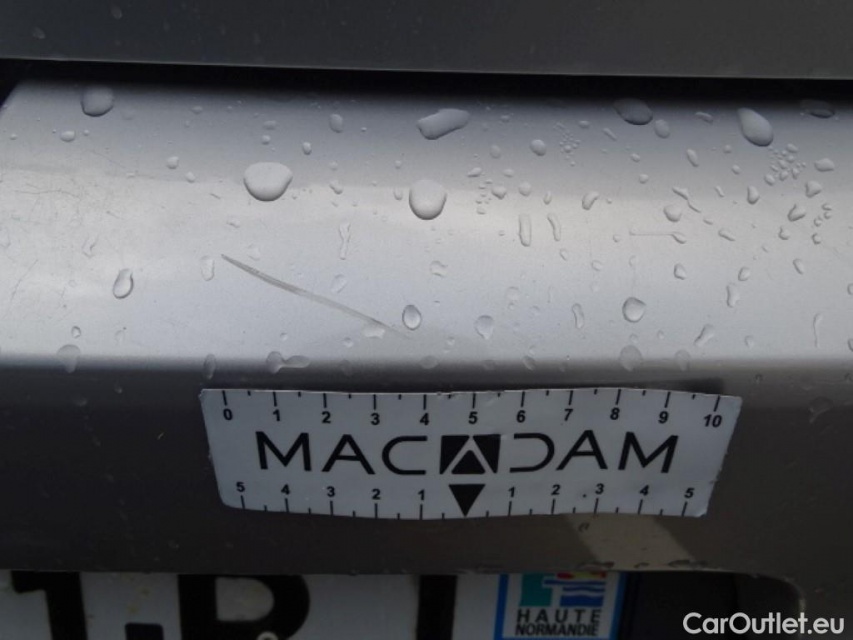 0 1 2 3 4 5 6 7 8 9 10
MACADAM
5 4 3 2 1 1 2 3 4 5
HAUTE
NORMANDIE
CarOutlet.eu